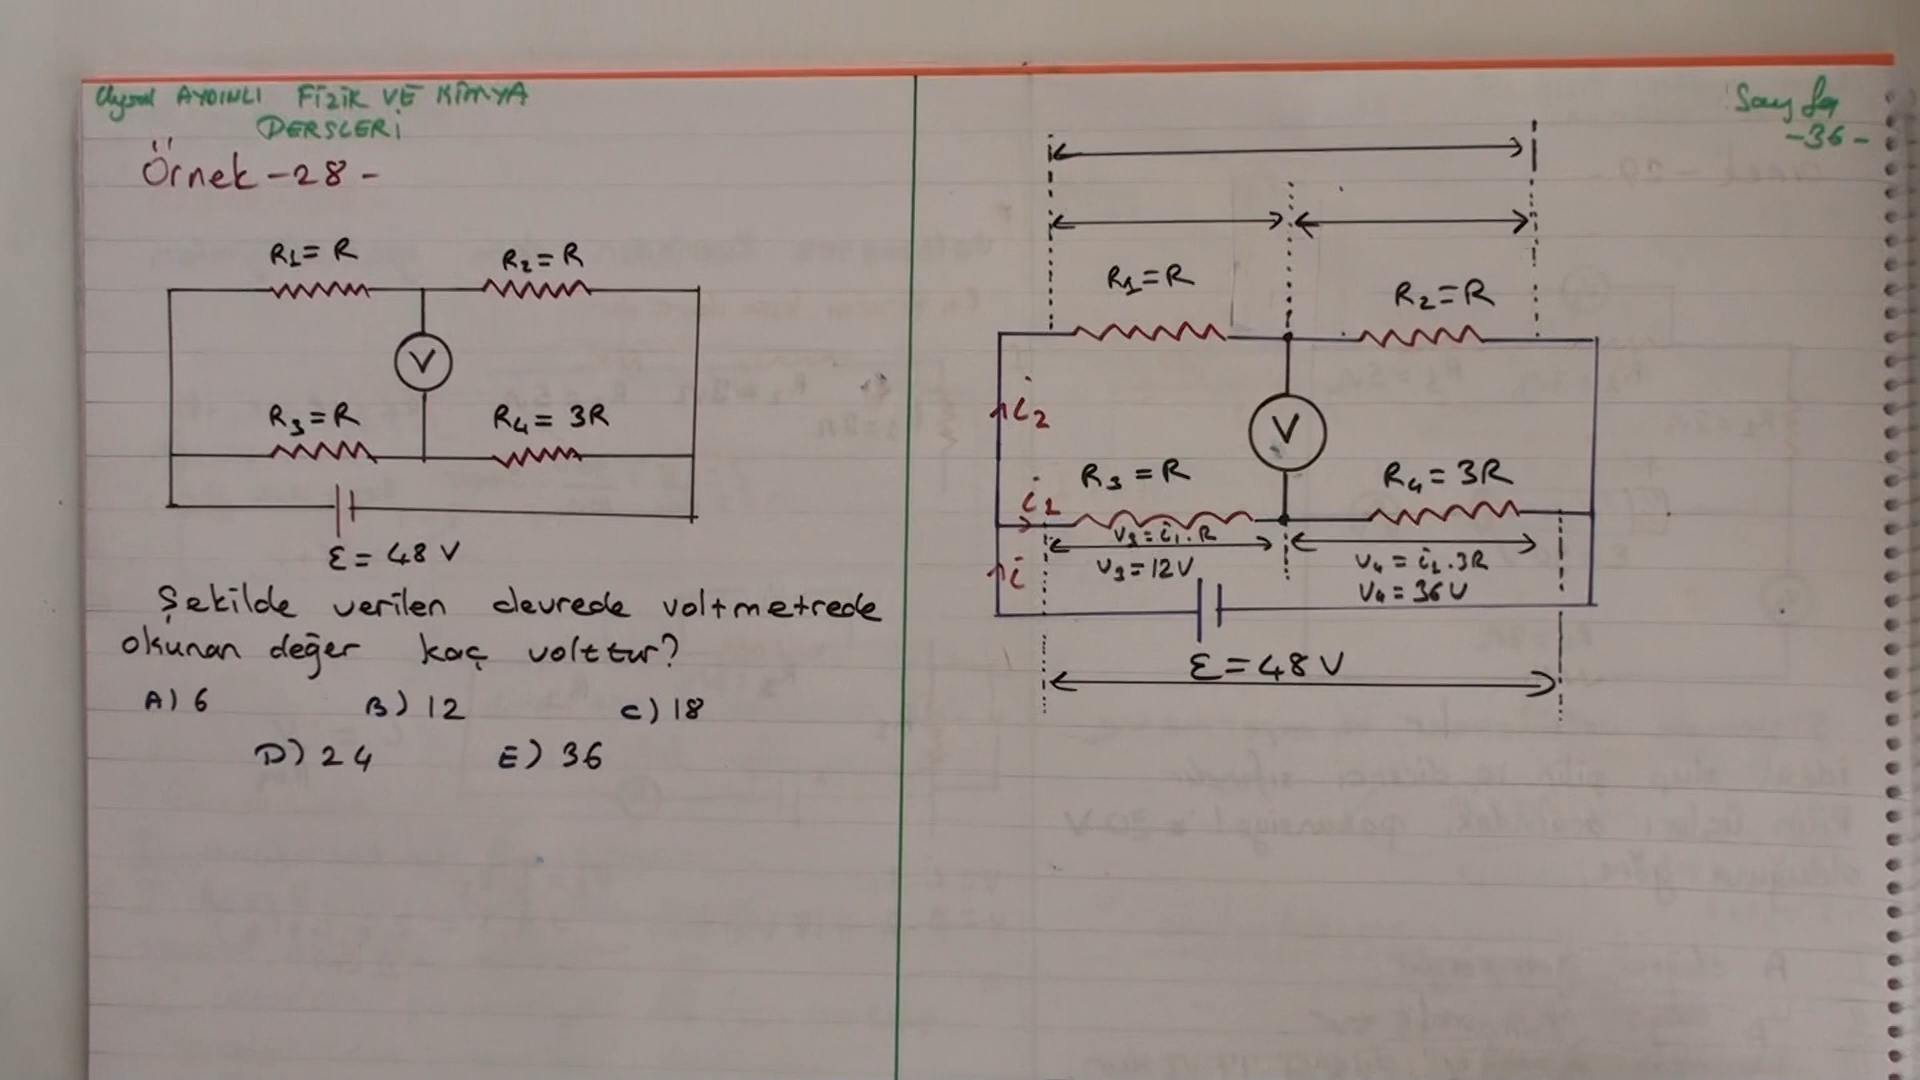 Uysal AYDINLI FİZİK VE KİMYA
DERSLERİ
Örnek -28-
R1=R
R2=R
V
R3=R
R4= 3R
ε = 48 V
Şekilde verilen devrede voltmetrede
okunan değer kaç volttur?
A) 6
B) 12
C) 18
D) 24
E) 36
Sayfa
-36-
R1=R
R2=R
i2
V
R3 = R
R4 = 3R
i1
V3 = i1.R
V3 = 12V
V4 = i1.3R
V4 = 36V
i
ε = 48 V